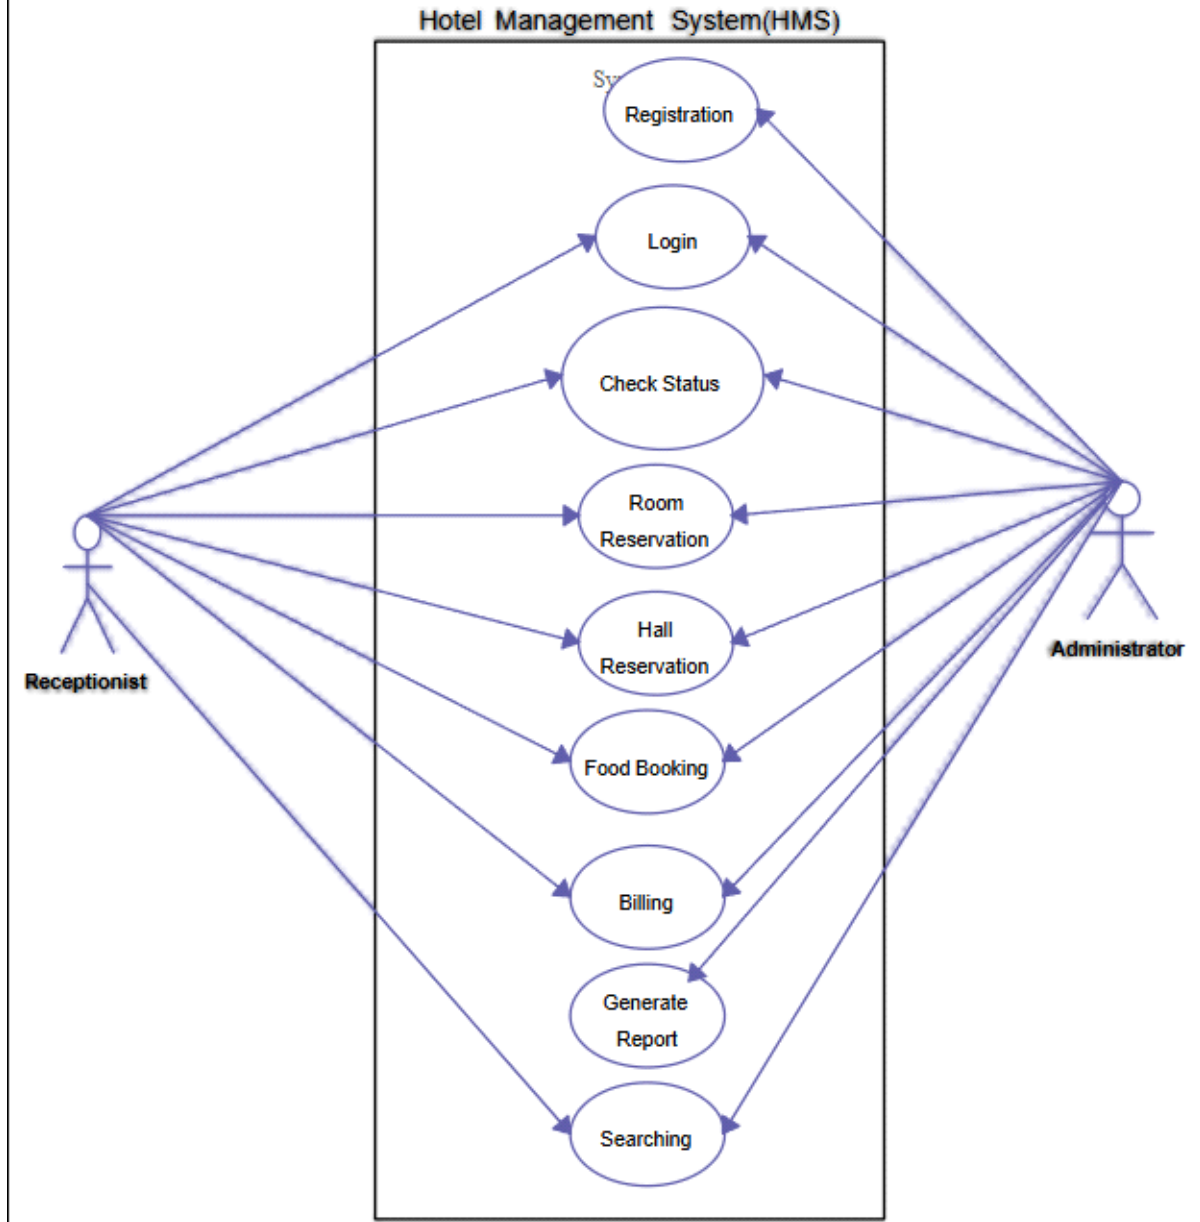 Hotel Management System(HMS)
Registration
Login
Check Status
Room
Reservation
Hall
Reservation
Food Booking
Billing
Generate
Report
Searching
Receptionist
Administrator